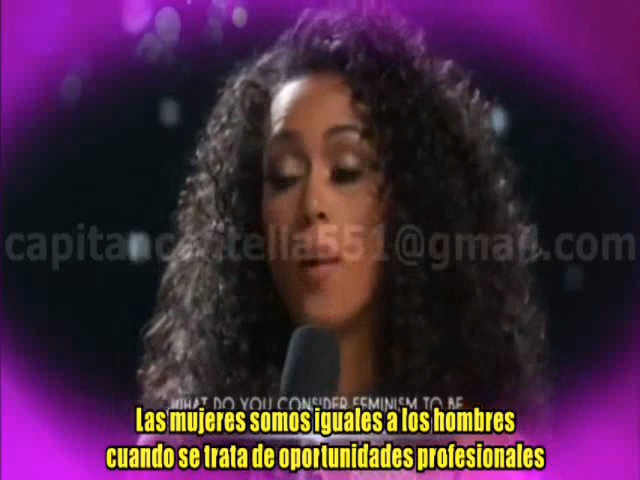 capitancentella551@gmail.com
WHAT DO YOU CONSIDER FEMINISM TO BE
Las mujeres somos iguales a los hombres
cuando se trata de oportunidades profesionales